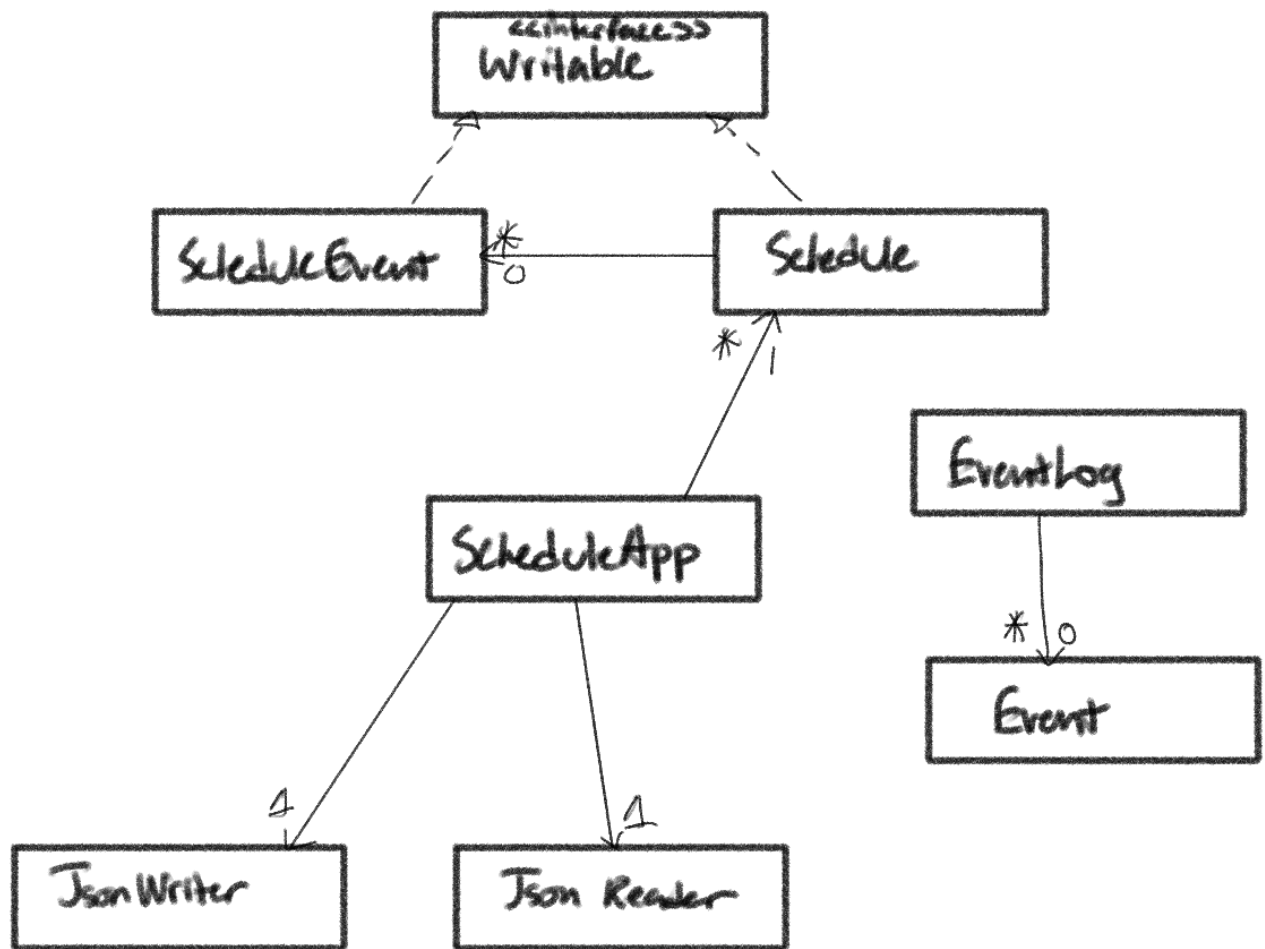 <<interface>>
Writable
ScheduleEvent
*
0
Schedule
*
1
EventLog
ScheduleApp
*
0
Event
1
1
JsonWriter
Json Reader